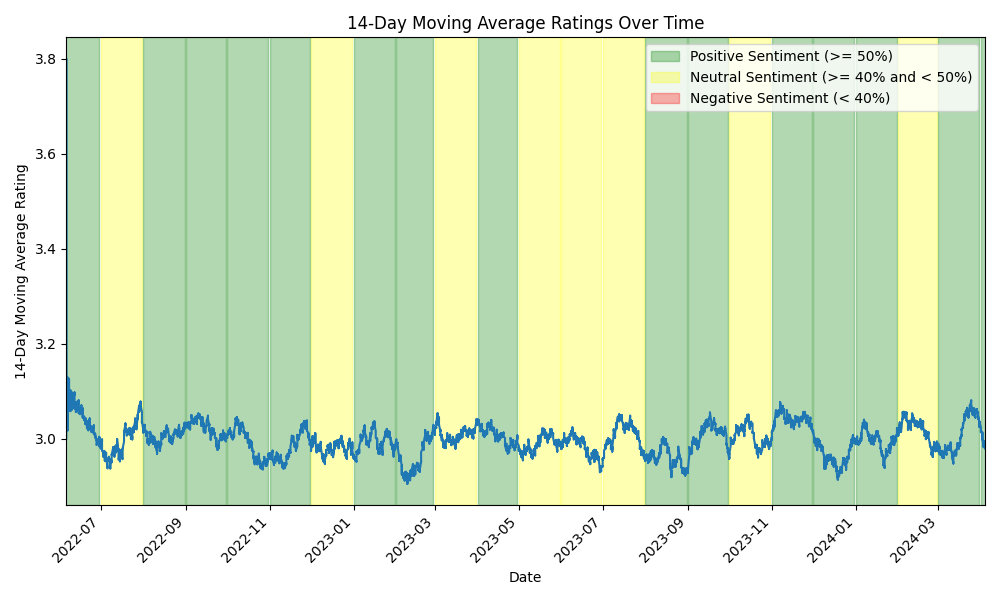 14-Day Moving Average Ratings Over Time
Positive Sentiment (>= 50%)
Neutral Sentiment (>= 40% and < 50%)
Negative Sentiment (< 40%)
14-Day Moving Average Rating
3.8
3.6
3.4
3.2
3.0
2022-07
2022-09
2022-11
2023-01
2023-03
2023-05
2023-07
2023-09
2023-11
2024-01
2024-03
Date